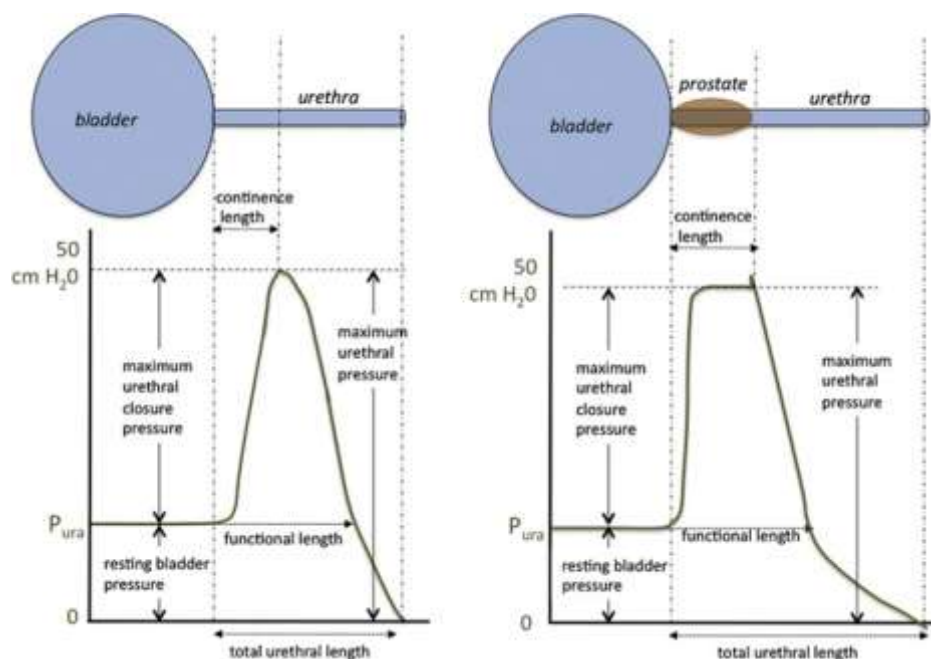 bladder
urethra
continence
length
50
cm H₂0
maximum
urethral
closure
pressure
maximum
urethral
pressure
Pura
functional length
resting bladder
pressure
0
total urethral length
prostate
urethra
bladder
continence
length
50
cm H₂0
maximum
urethral
closure
pressure
maximum
urethral
pressure
Pura
functional length
resting bladder
pressure
0
total urethral length